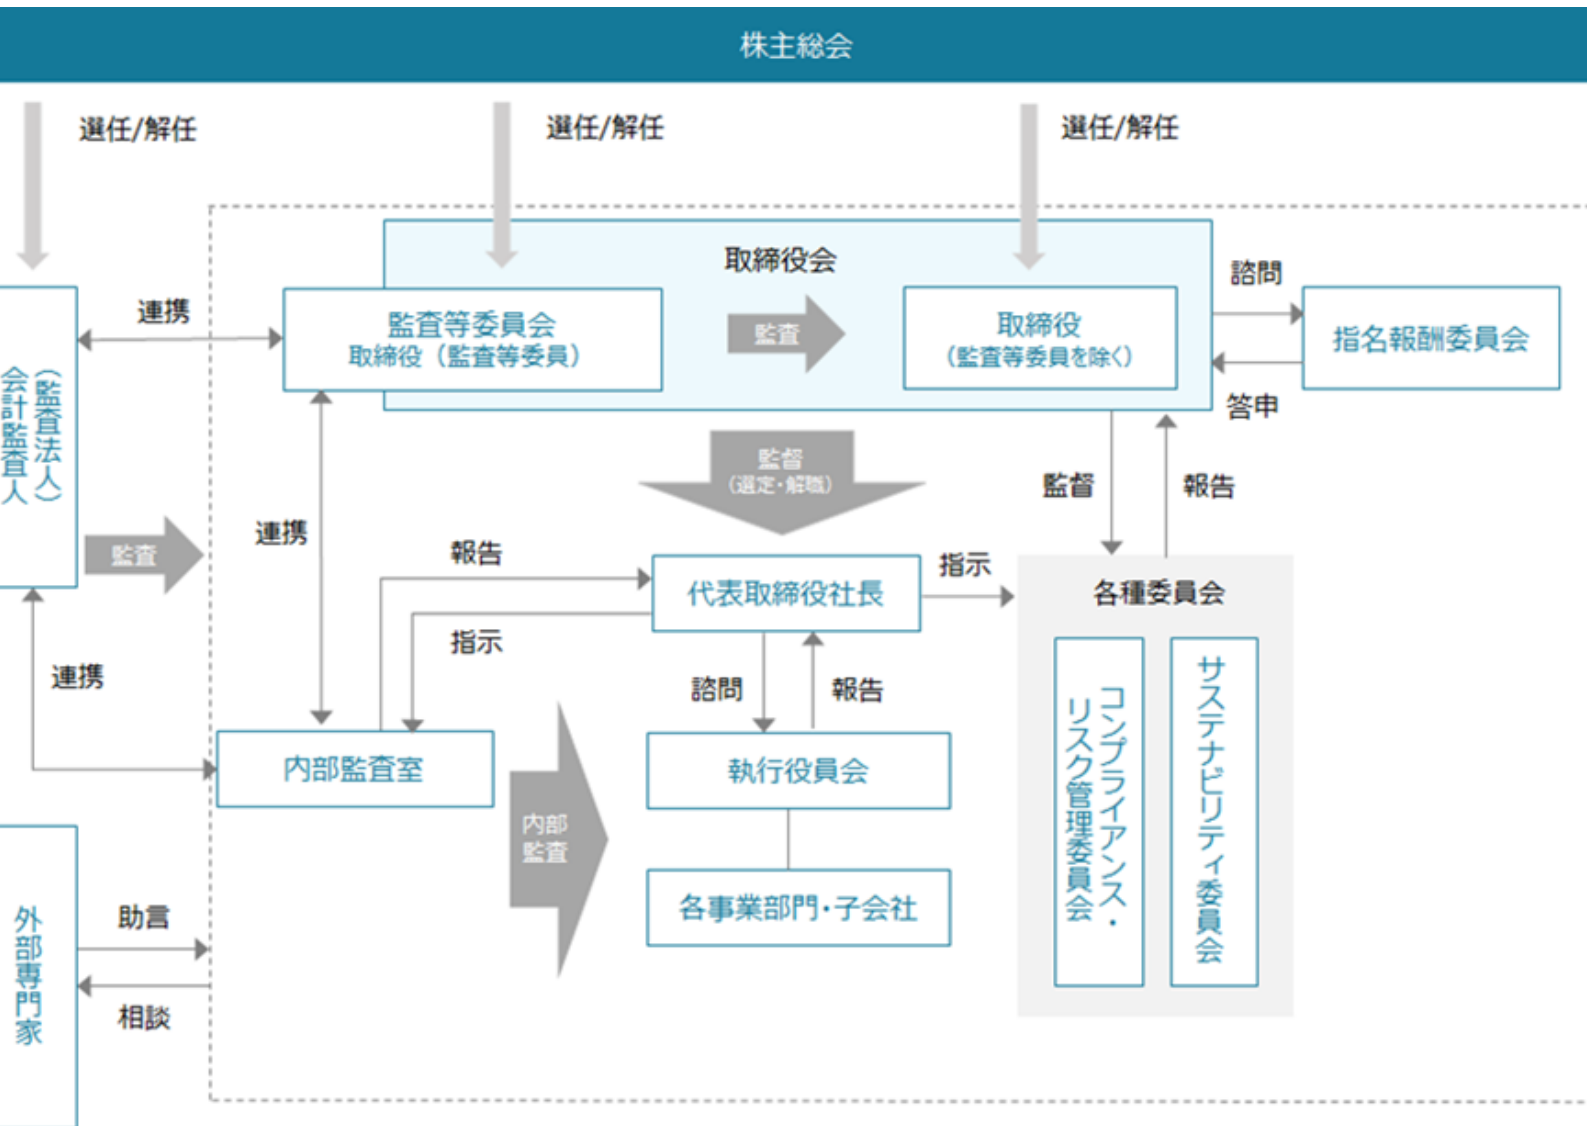 株主総会
選任/解任
選任/解任
選任/解任
取締役会
諮問
連携
監査等委員会
取締役（監査等委員）
監査
取締役
（監査等委員を除く）
指名報酬委員会
答申
会計監査人
（監査法人）
監督
（選定・解職）
監督
報告
監査
連携
報告
代表取締役社長
指示
各種委員会
指示
連携
諮問
報告
内部監査室
執行役員会
内部
監査
各事業部門・子会社
コンプライアンス・
リスク管理委員会
サステナビリティ委員会
外部専門家
助言
相談